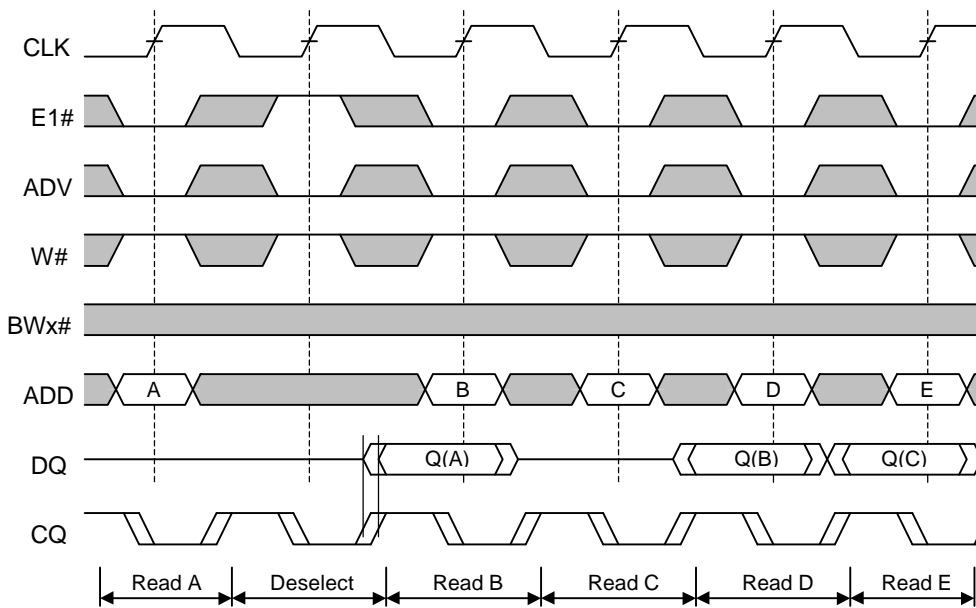 CLK
E1#
ADV
W#
BWx#
ADD A B C D E
DQ Q(A) Q(B) Q(C)
CQ
Read A Deselect Read B Read C Read D Read E